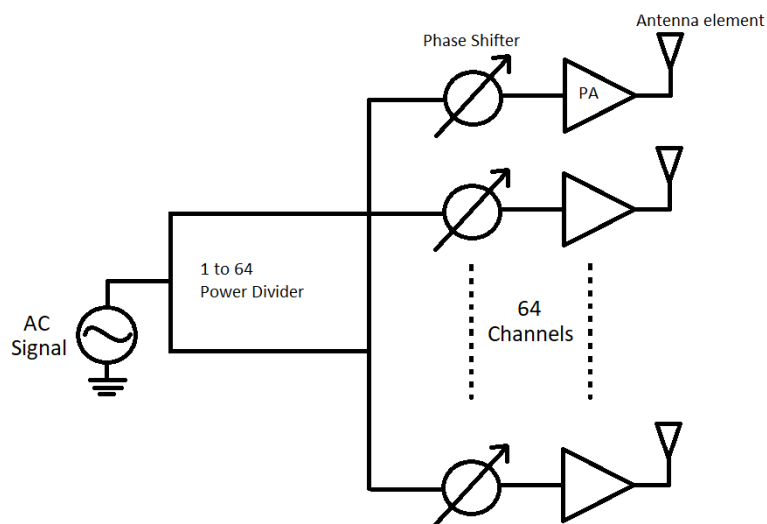 Antenna element
Phase Shifter
PA
1 to 64
Power Divider
64
Channels
AC
Signal